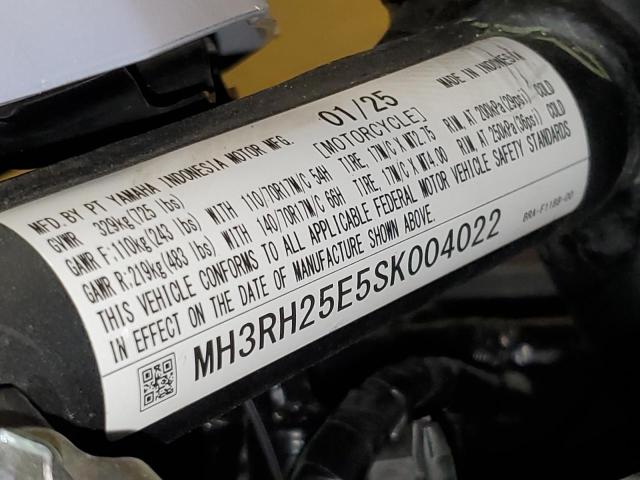 MFD. BY PT YAMAHA INDONESIA MOTOR MFG. 01/25 MADE IN INDONESIA
GVWR 329kg(725 lbs) [MOTORCYCLE]
GAWR F:110kg(243 lbs) WITH 110/70R17M/C 54H TIRE, 17M/C X MT2.75 RIM, AT 200kPa(29psi) COLD
GAWR R:219kg(483 lbs) WITH 140/70R17M/C 66H TIRE, 17M/C X MT4.00 RIM, AT 250kPa(36psi) COLD
THIS VEHICLE CONFORMS TO ALL APPLICABLE FEDERAL MOTOR VEHICLE SAFETY STANDARDS
IN EFFECT ON THE DATE OF MANUFACTURE SHOWN ABOVE.
BRA-F118B-00
MH3RH25E5SK004022